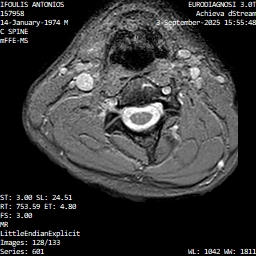 IFOULIS ANTONIOS
157958
14-January-1974 M
C SPINE
mFFE-MS
EURODIAGNOSI 3.0T
Achieva dStream
3-September-2025 15:55:48
ST: 3.00 SL: 24.51
RT: 753.59 ET: 4.80
FS: 3.00
MR
LittleEndianExplicit
Images: 128/133
Series: 601
WL: 1042 WW: 1811